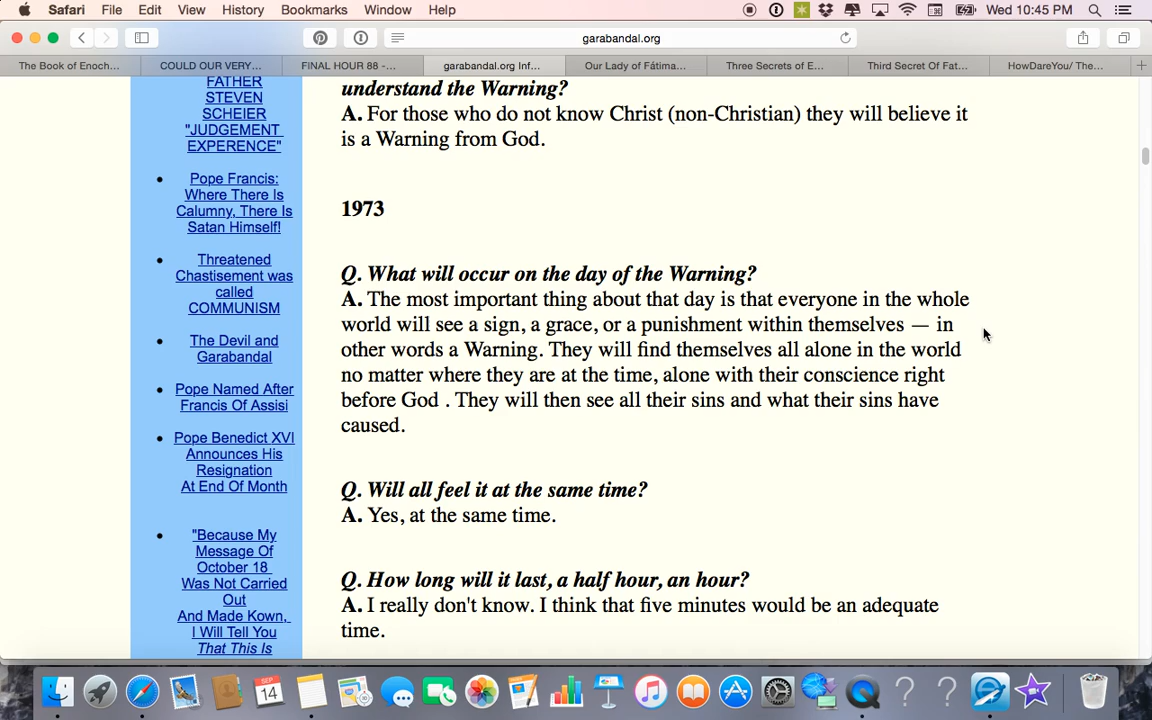 Safari File Edit View History Bookmarks Window Help Wed 10:45 PM
garabandal.org
The Book of Enoch... COULD OUR VERY... FINAL HOUR 88 -... garabandal.org Inf... Our Lady of Fátima... Three Secrets of E... Third Secret Of Fat... HowDareYou/ The...
FATHER
STEVEN
SCHEIER
"JUDGEMENT
EXPERENCE"
Pope Francis:
Where There Is
Calumny, There Is
Satan Himself!
Threatened
Chastisement was
called
COMMUNISM
The Devil and
Garabandal
Pope Named After
Francis Of Assisi
Pope Benedict XVI
Announces His
Resignation
At End Of Month
"Because My
Message Of
October 18
Was Not Carried
Out
And Made Kown,
I Will Tell You
That This Is
understand the Warning?
A. For those who do not know Christ (non-Christian) they will believe it
is a Warning from God.
1973
Q. What will occur on the day of the Warning?
A. The most important thing about that day is that everyone in the whole
world will see a sign, a grace, or a punishment within themselves — in
other words a Warning. They will find themselves all alone in the world
no matter where they are at the time, alone with their conscience right
before God . They will then see all their sins and what their sins have
caused.
Q. Will all feel it at the same time?
A. Yes, at the same time.
Q. How long will it last, a half hour, an hour?
A. I really don't know. I think that five minutes would be an adequate
time.
SEP
14